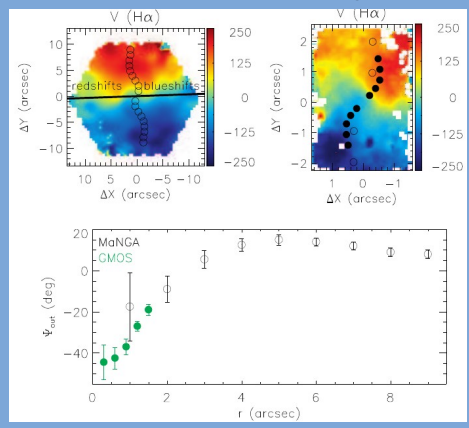 V (Hα)
V (Hα)
10
5
0
-5
-10
ΔY (arcsec)
redshifts
blueshifts
250
125
0
-125
-250
10 5 0 -5 -10
ΔX (arcsec)
2
1
0
-1
-2
ΔY (arcsec)
250
125
0
-125
-250
1 0 -1
ΔX (arcsec)
MaNGA
GMOS
20
0
-20
-40
Ψout (deg)
0 2 4 6 8
r (arcsec)